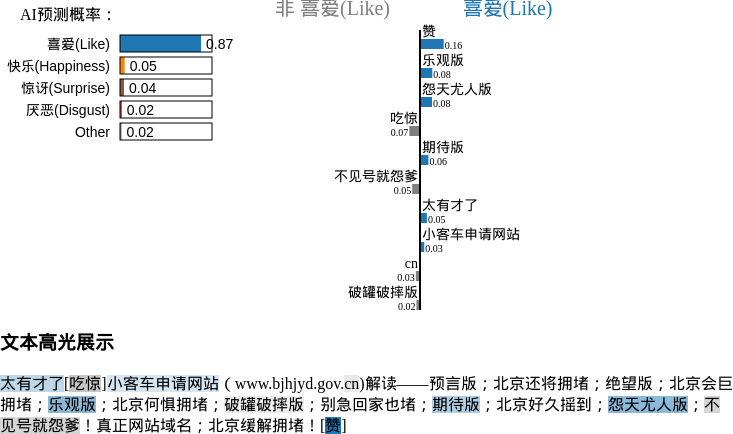 AI预测概率：
喜爱(Like) 0.87
快乐(Happiness) 0.05
惊讶(Surprise) 0.04
厌恶(Disgust) 0.02
Other 0.02
非 喜爱(Like) 喜爱(Like)
赞
0.16
乐观版
0.08
怨天尤人版
0.08
吃惊
0.07
期待版
0.06
不见号就怨爹
0.05
太有才了
0.05
小客车申请网站
0.03
cn
0.03
破罐破摔版
0.02
文本高光展示
太有才了[吃惊]小客车申请网站（www.bjhjyd.gov.cn)解读——预言版；北京还将拥堵；绝望版；北京会巨
拥堵；乐观版；北京何惧拥堵；破罐破摔版；别急回家也堵；期待版；北京好久摇到；怨天尤人版；不
见号就怨爹！真正网站域名；北京缓解拥堵！[赞]